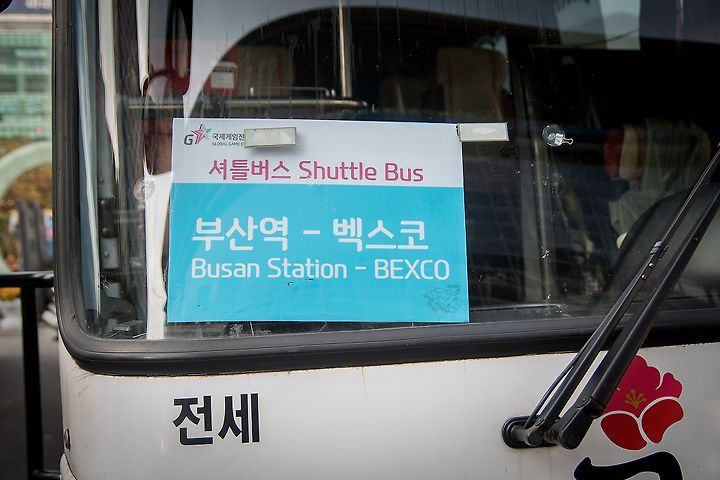 국제게임전
GLOBAL GAME
셔틀버스 Shuttle Bus
부산역 - 벡스코
Busan Station - BEXCO
전세